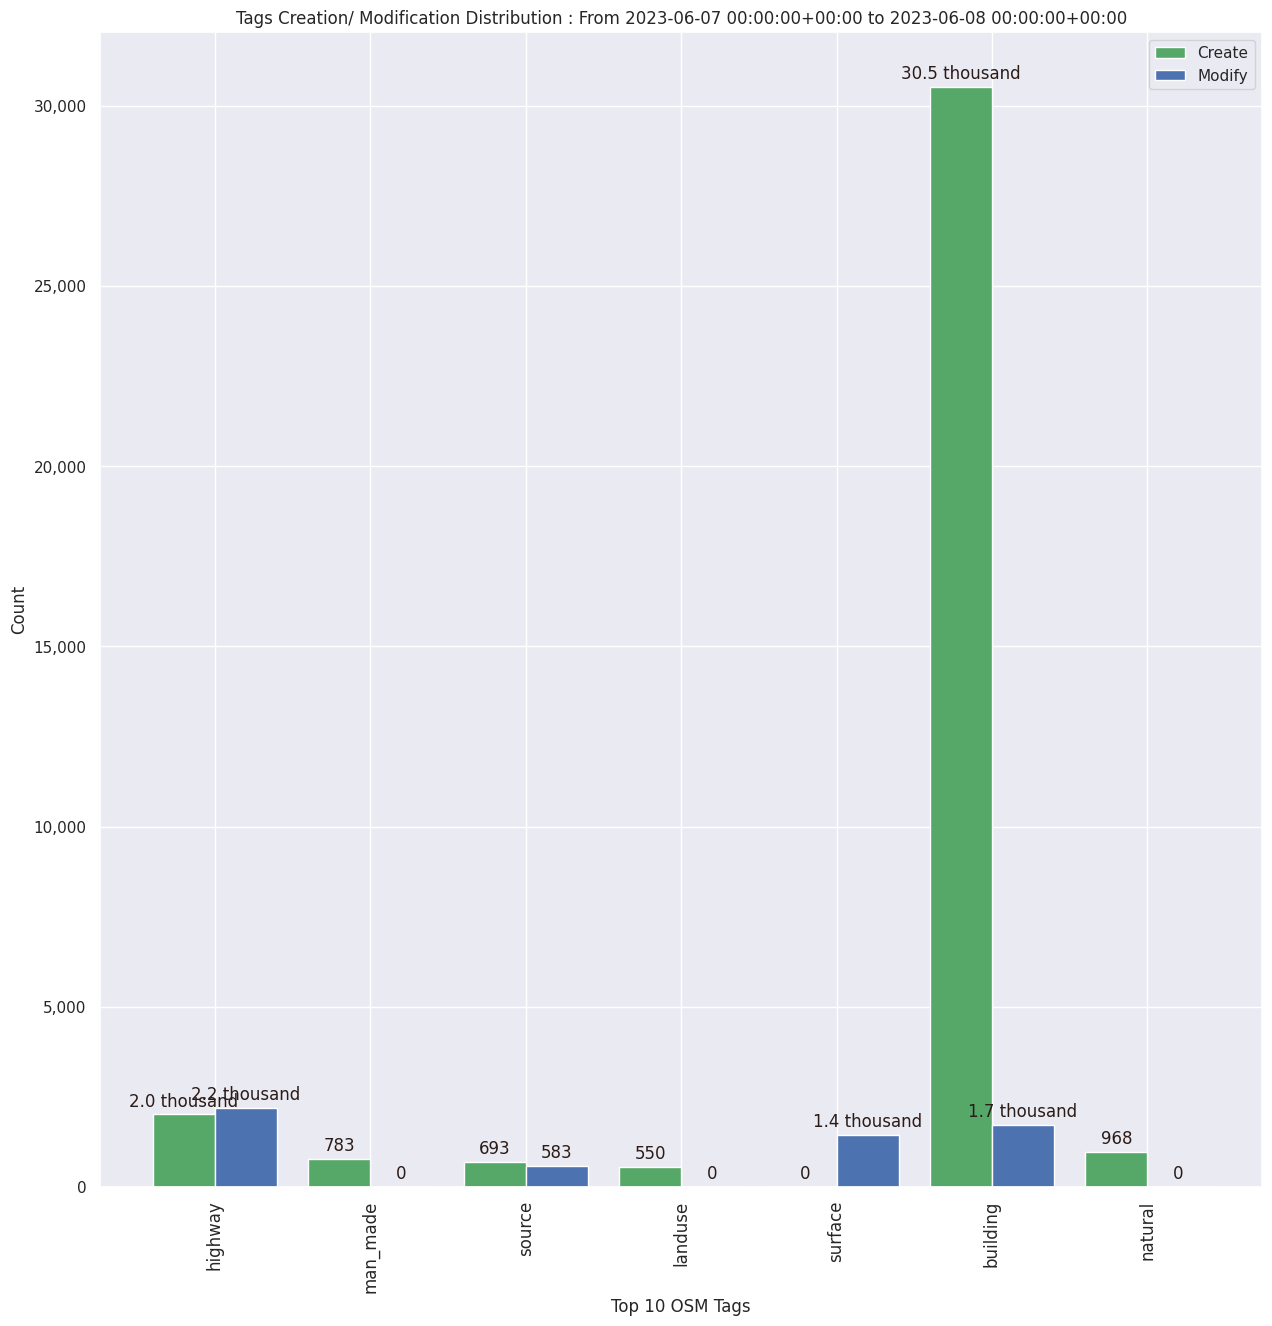 Tags Creation/ Modification Distribution : From 2023-06-07 00:00:00+00:00 to 2023-06-08 00:00:00+00:00
Create
Modify
30.5 thousand
30,000
25,000
20,000
15,000
10,000
5,000
0
Count
2.0 thousand
2.2 thousand
783
0
693
583
550
0
0
1.4 thousand
1.7 thousand
968
0
highway
man_made
source
landuse
surface
building
natural
Top 10 OSM Tags